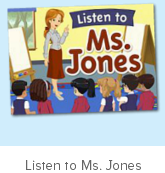 Listen to
Ms.
Jones
Listen to Ms. Jones